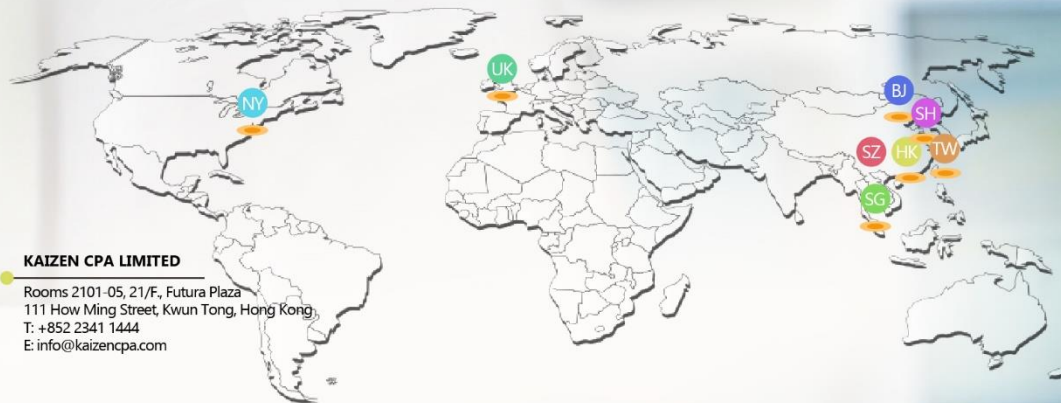 UK
NY
BJ
SH
SZ
HK
TW
SG
KAIZEN CPA LIMITED
Rooms 2101-05, 21/F., Futura Plaza
111 How Ming Street, Kwun Tong, Hong Kong
T: +852 2341 1444
E: info@kaizencpa.com